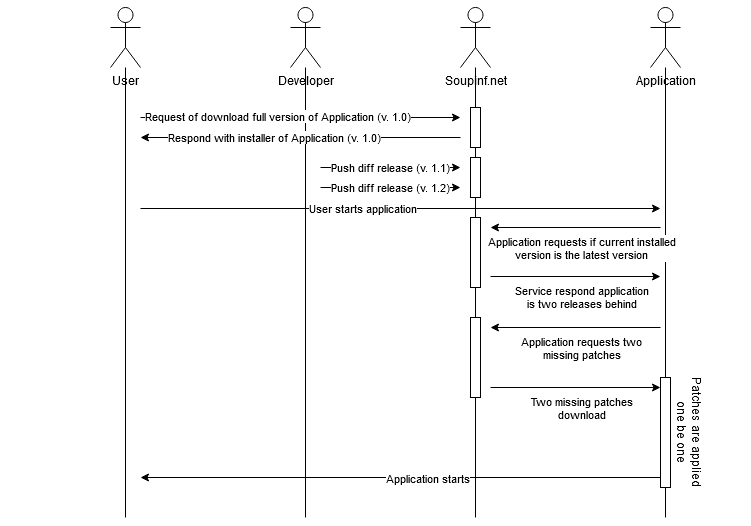 User
Developer
Soupinf.net
Application
Request of download full version of Application (v. 1.0)
Respond with installer of Application (v. 1.0)
Push diff release (v. 1.1)
Push diff release (v. 1.2)
User starts application
Application requests if current installed
version is the latest version
Service respond application
is two releases behind
Application requests two
missing patches
Two missing patches
download
Patches are applied
one be one
Application starts